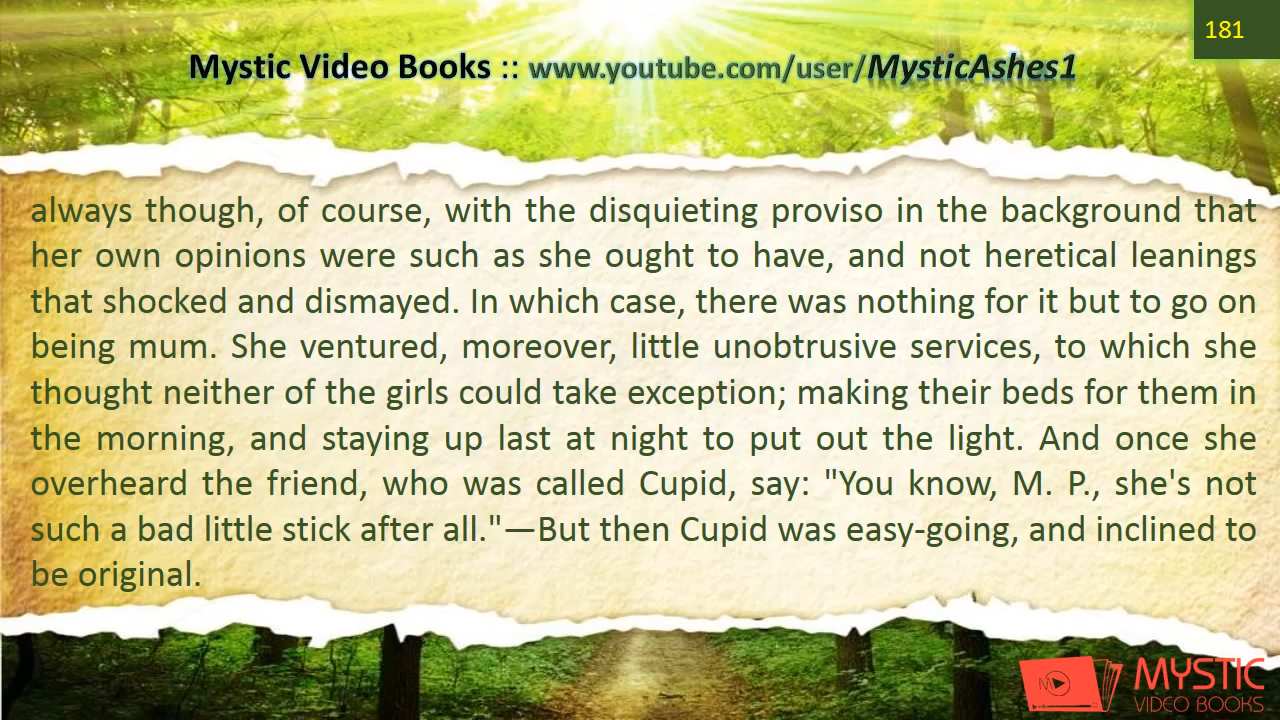 181
Mystic Video Books :: www.youtube.com/user/MysticAshes1
always though, of course, with the disquieting proviso in the background that
her own opinions were such as she ought to have, and not heretical leanings
that shocked and dismayed. In which case, there was nothing for it but to go on
being mum. She ventured, moreover, little unobtrusive services, to which she
thought neither of the girls could take exception; making their beds for them in
the morning, and staying up last at night to put out the light. And once she
overheard the friend, who was called Cupid, say: "You know, M. P., she's not
such a bad little stick after all."—But then Cupid was easy-going, and inclined to
be original.
MYSTIC
VIDEO BOOKS